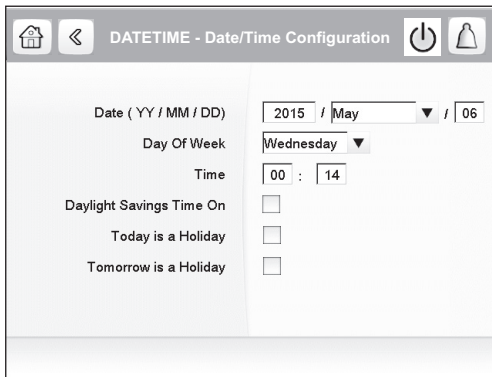 DATETIME - Date/Time Configuration
Date ( YY / MM / DD) 2015 / May / 06
Day Of Week Wednesday
Time 00 : 14
Daylight Savings Time On
Today is a Holiday
Tomorrow is a Holiday